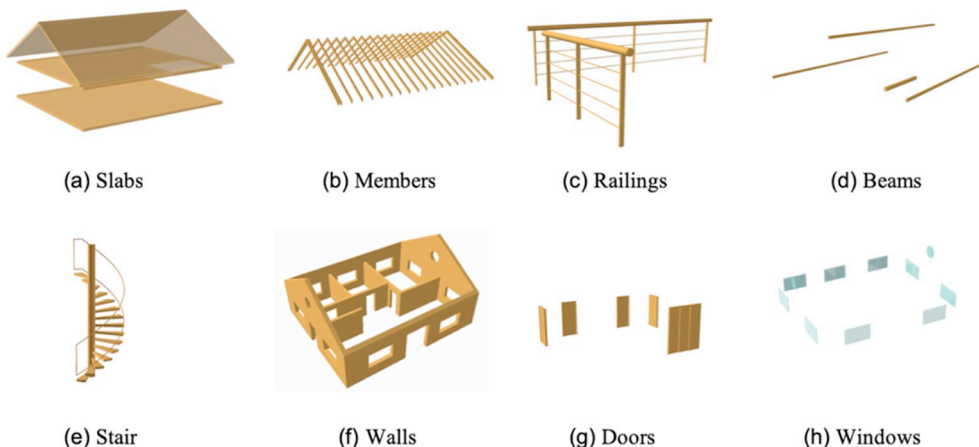 (a) Slabs
(b) Members
(c) Railings
(d) Beams
(e) Stair
(f) Walls
(g) Doors
(h) Windows